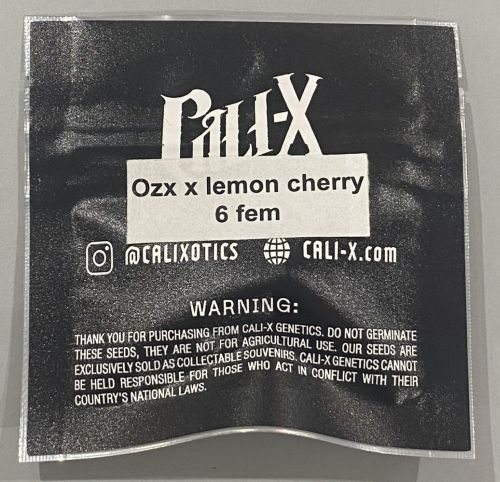 CALI-X
Ozx x lemon cherry
6 fem
@CALIXOTICS CALI-X.com
WARNING:
THANK YOU FOR PURCHASING FROM CALI-X GENETICS. DO NOT GERMINATE
THESE SEEDS, THEY ARE NOT FOR AGRICULTURAL USE. OUR SEEDS ARE
EXCLUSIVELY SOLD AS COLLECTABLE SOUVENIRS. CALI-X GENETICS CANNOT
BE HELD RESPONSIBLE FOR THOSE WHO ACT IN CONFLICT WITH THEIR
COUNTRY'S NATIONAL LAWS.